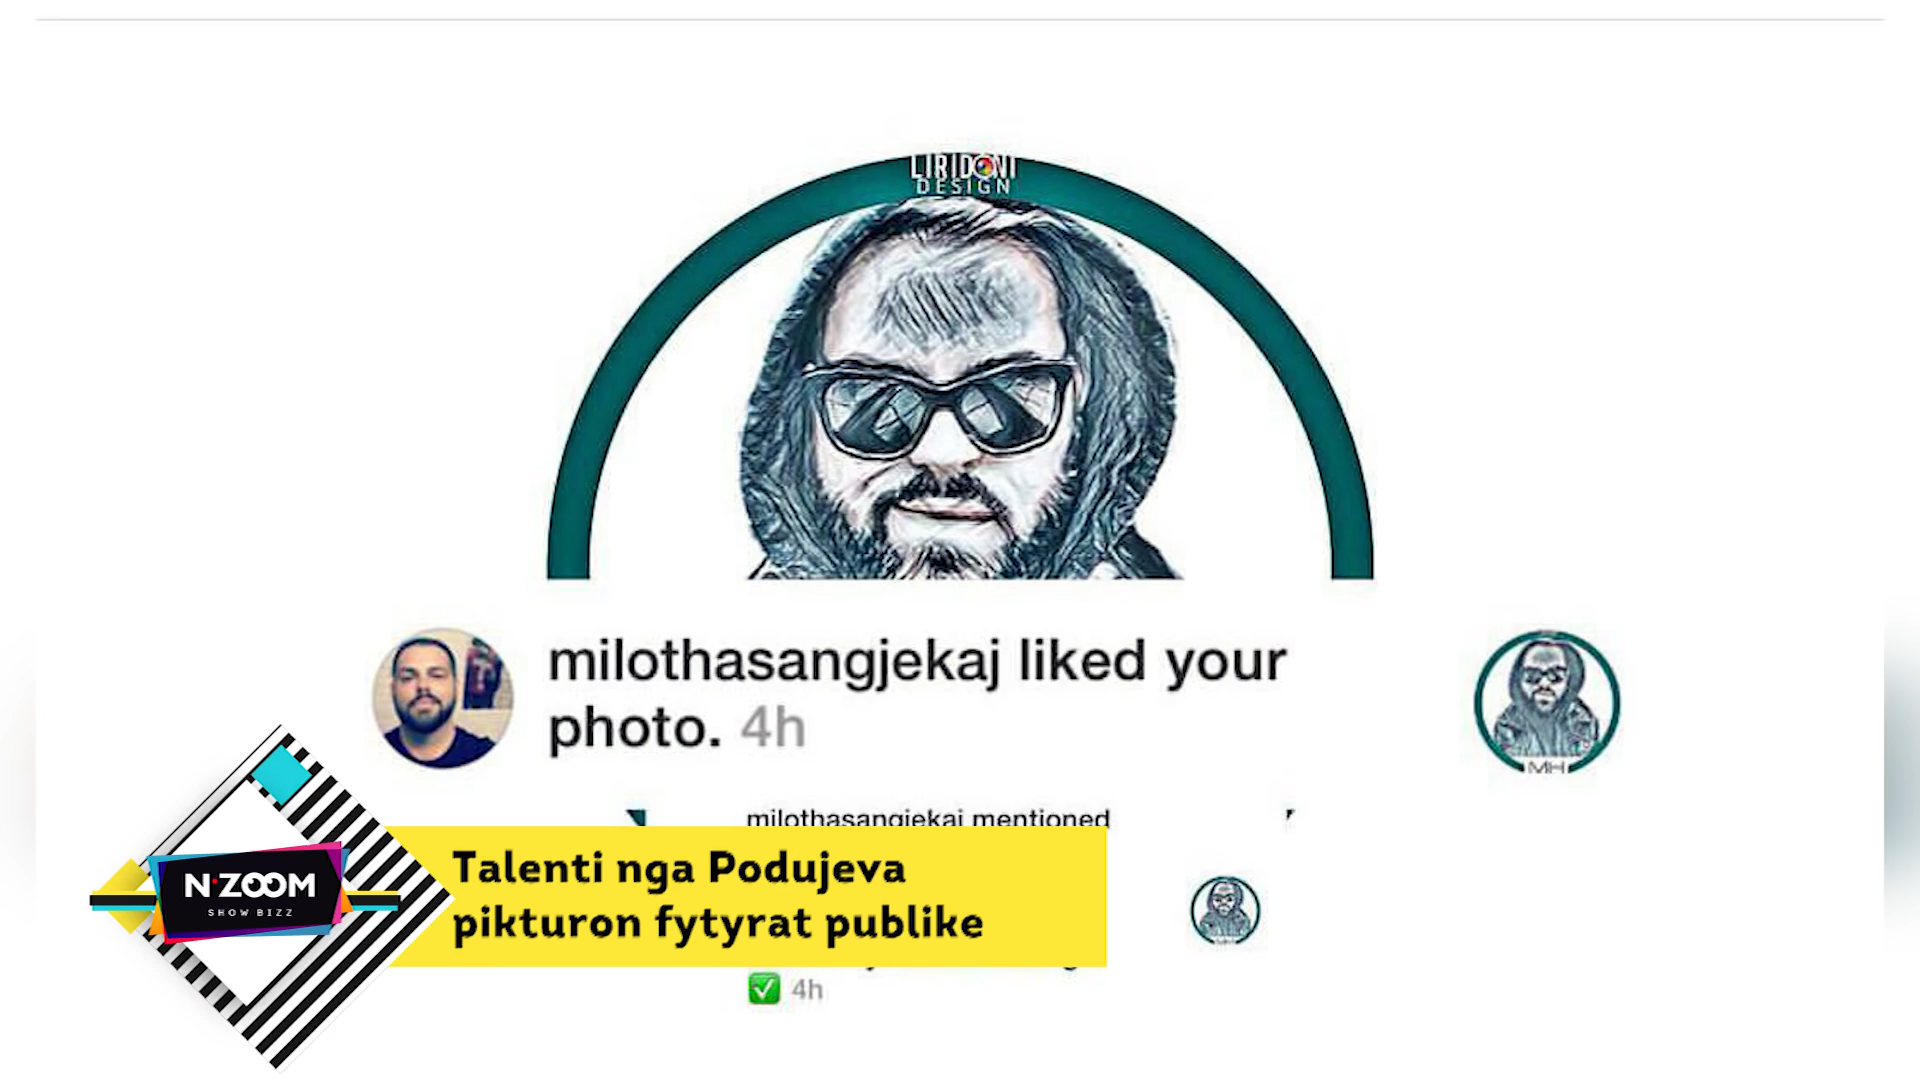 LIRIDONI
DESIGN
milothasangjekaj liked your
photo. 4h
MH
milothasangjekaj mentioned
Talenti nga Podujeva
pikturon fytyrat publike
N·ZOOM
SHOW BIZZ
✅ 4h